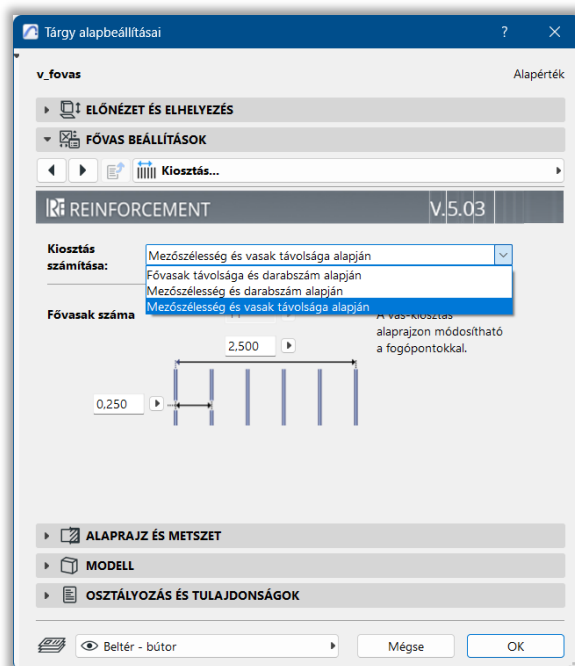 Tárgy alapbeállításai
v_fovas
Alapérték
ELŐNÉZET ÉS ELHELYEZÉS
FŐVAS BEÁLLÍTÁSOK
Kiosztás...
REINFORCEMENT
V.5.03
Kiosztás
számítása:
Mezőszélesség és vasak távolsága alapján
Fővasak távolsága és darabszám alapján
Mezőszélesség és darabszám alapján
Mezőszélesség és vasak távolsága alapján
Fővasak száma
A vas-kiosztás
alaprajzon módosítható
a fogópontokkal.
2,500
0,250
ALAPRAJZ ÉS METSZET
MODELL
OSZTÁLYOZÁS ÉS TULAJDONSÁGOK
Beltér - bútor
Mégse
OK